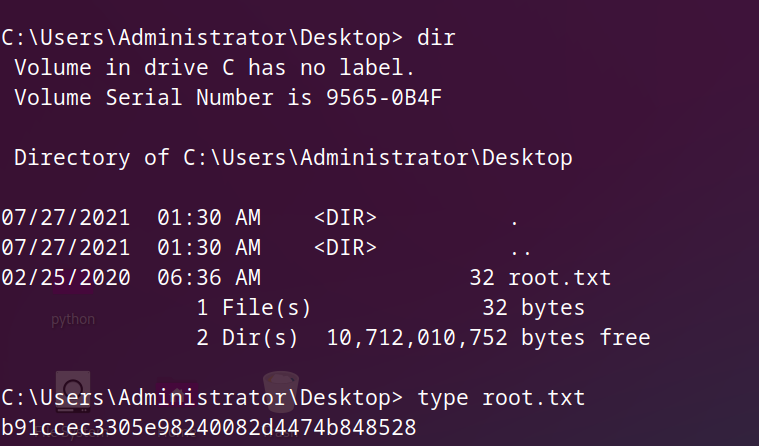 C:\Users\Administrator\Desktop> dir
 Volume in drive C has no label.
 Volume Serial Number is 9565-0B4F

 Directory of C:\Users\Administrator\Desktop

07/27/2021  01:30 AM    <DIR>          .
07/27/2021  01:30 AM    <DIR>          ..
02/25/2020  06:36 AM                32 root.txt
               1 File(s)             32 bytes
python
               2 Dir(s)  10,712,010,752 bytes free

C:\Users\Administrator\Desktop> type root.txt
b91ccec3305e98240082d4474b848528